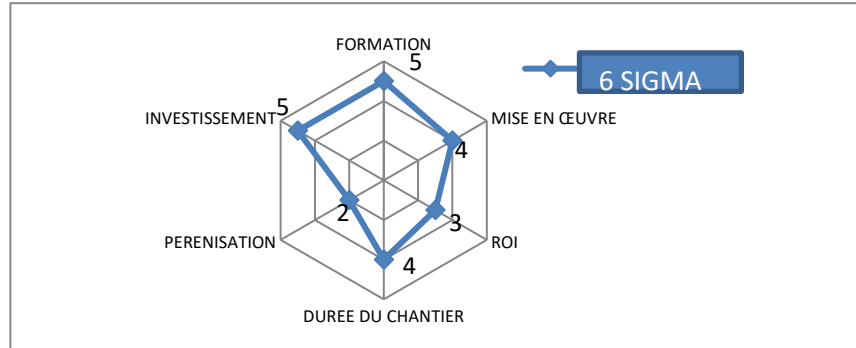 FORMATION
5
6 SIGMA
5
INVESTISSEMENT
MISE EN ŒUVRE
4
2
3
PERENISATION
ROI
4
DUREE DU CHANTIER